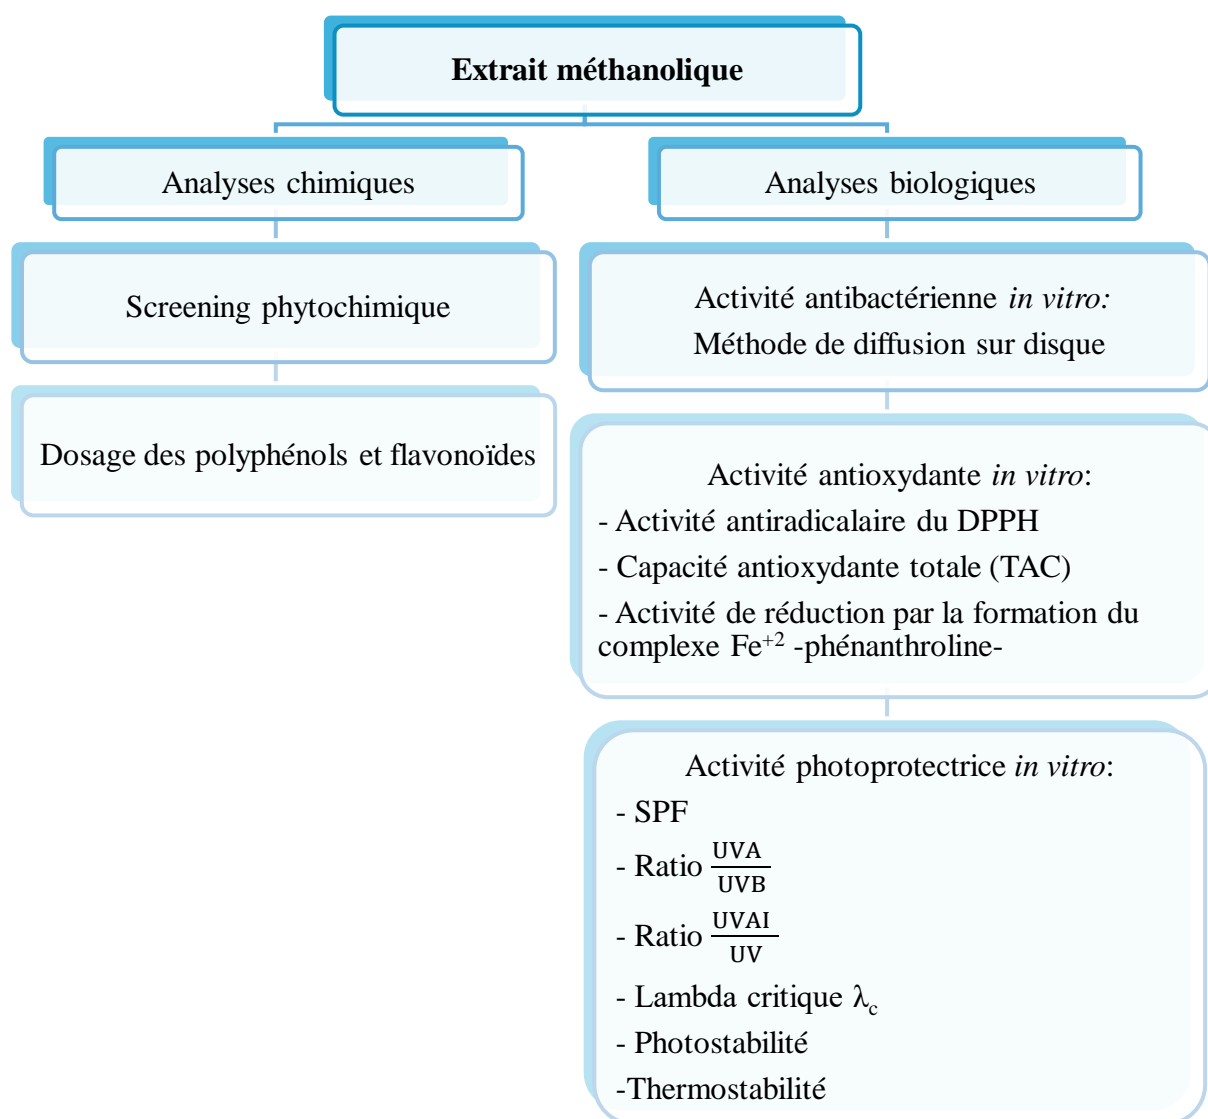 Extrait méthanolique
Analyses chimiques
Analyses biologiques
Screening phytochimique
Dosage des polyphénols et flavonoïdes
Activité antibactérienne in vitro:
Méthode de diffusion sur disque
Activité antioxydante in vitro:
- Activité antiradicalaire du DPPH
- Capacité antioxydante totale (TAC)
- Activité de réduction par la formation du
complexe Fe⁺² -phénanthroline-
Activité photoprotectrice in vitro:
- SPF
- Ratio UVA/UVB
- Ratio UVAI/UV
- Lambda critique λc
- Photostabilité
-Thermostabilité